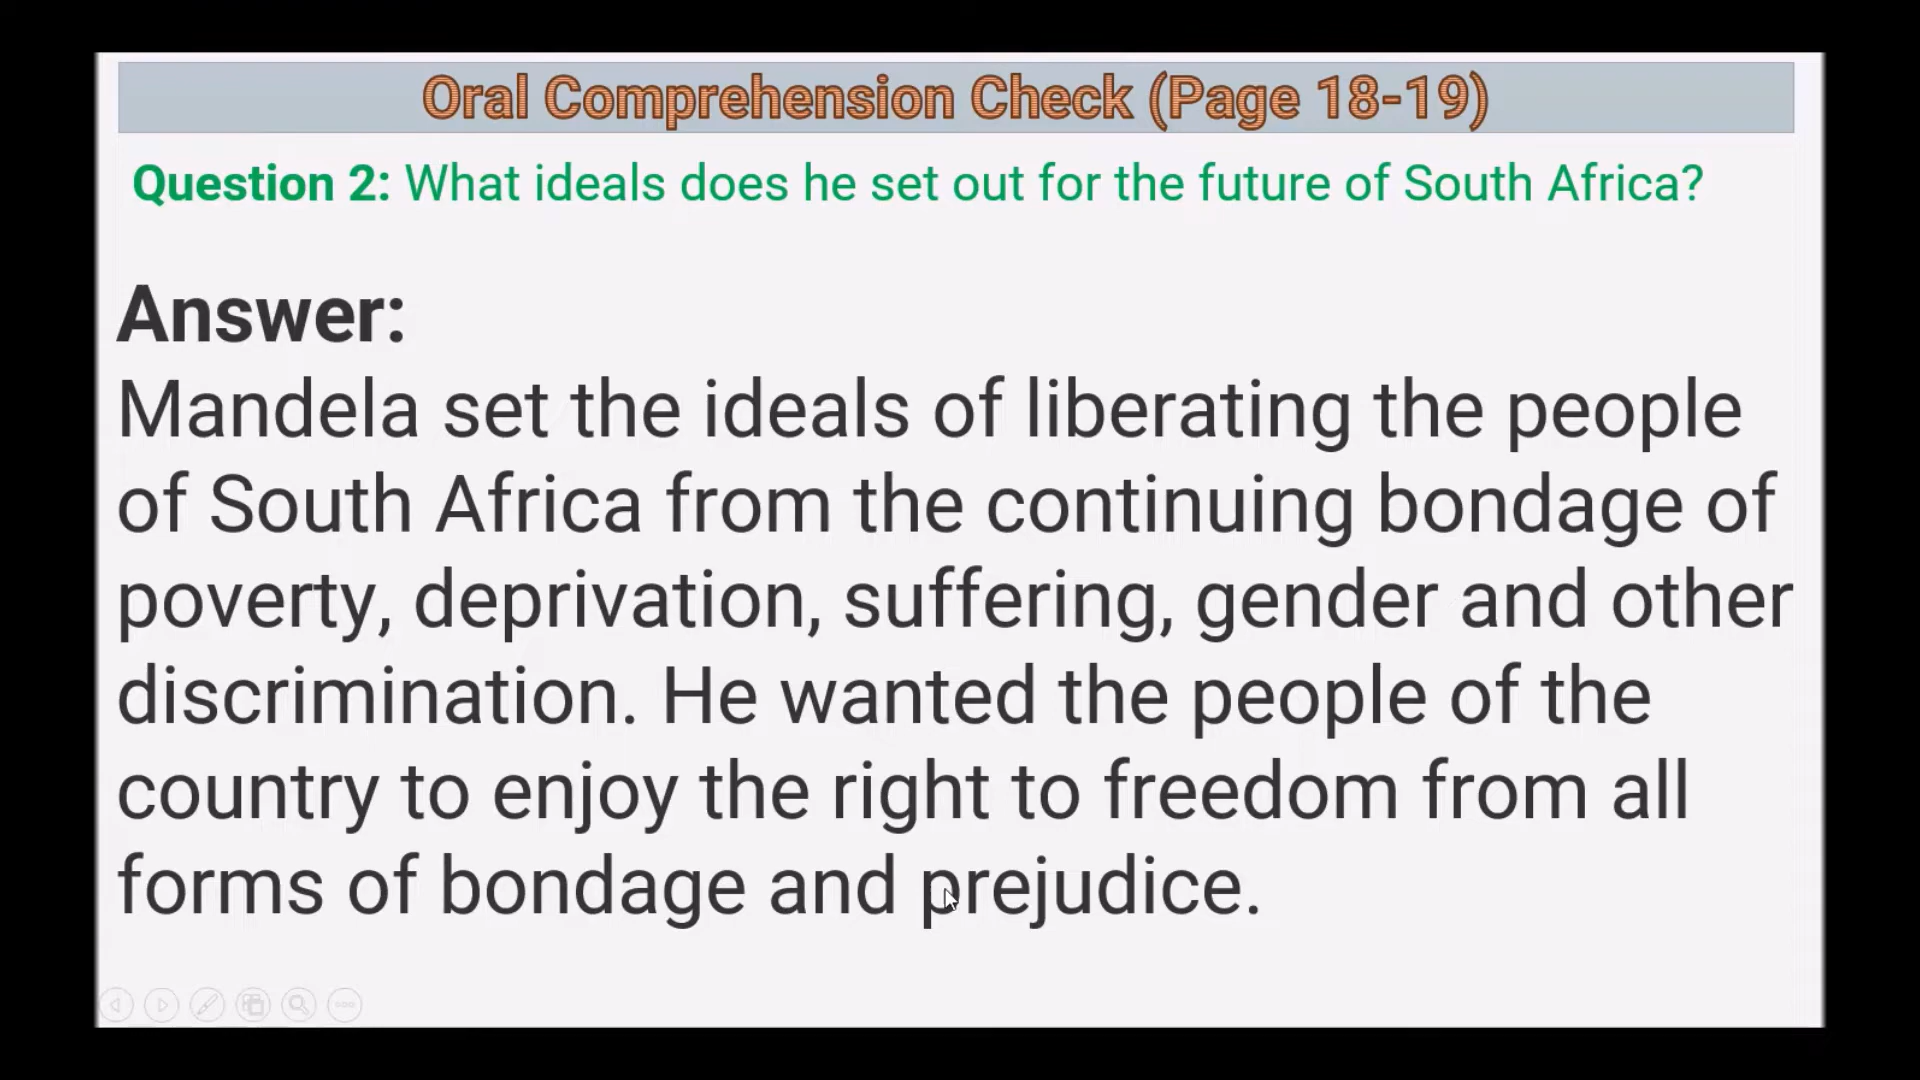 Oral Comprehension Check (Page 18-19)
Question 2: What ideals does he set out for the future of South Africa?
Answer:
Mandela set the ideals of liberating the people
of South Africa from the continuing bondage of
poverty, deprivation, suffering, gender and other
discrimination. He wanted the people of the
country to enjoy the right to freedom from all
forms of bondage and prejudice.